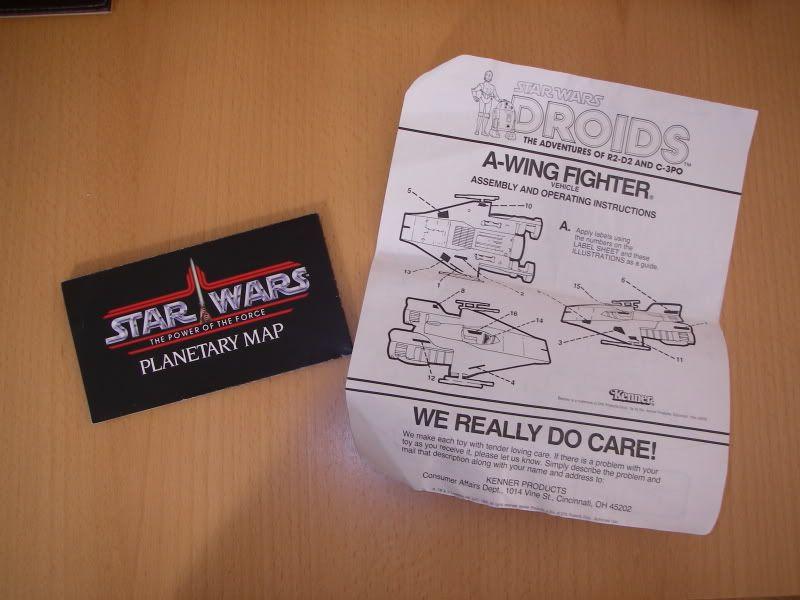 STAR WARS
THE POWER OF THE FORCE
PLANETARY MAP
STAR WARS
DROIDS™
THE ADVENTURES OF R2-D2 AND C-3PO
A-WING FIGHTER®
VEHICLE
ASSEMBLY AND OPERATING INSTRUCTIONS
5
10
A. Apply labels using
the numbers on the
LABEL SHEET and these
ILLUSTRATIONS as a guide.
13
1
2
8
16
14
12
4
15
6
3
11
Kenner
WE REALLY DO CARE!
We make each toy with tender loving care. If there is a problem with your
toy as you receive it, please let us know. Simply describe the problem and
mail that description along with your name and address to:
KENNER PRODUCTS
Consumer Affairs Dept., 1014 Vine St., Cincinnati, OH 45202